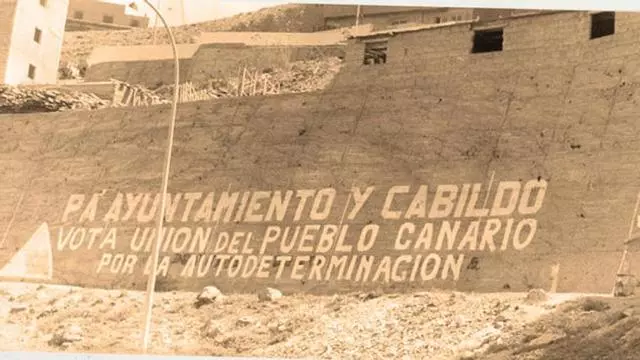 PA' AYUNTAMIENTO Y CABILDO
VOTA UNION DEL PUEBLO CANARIO
POR LA AUTODETERMINACION